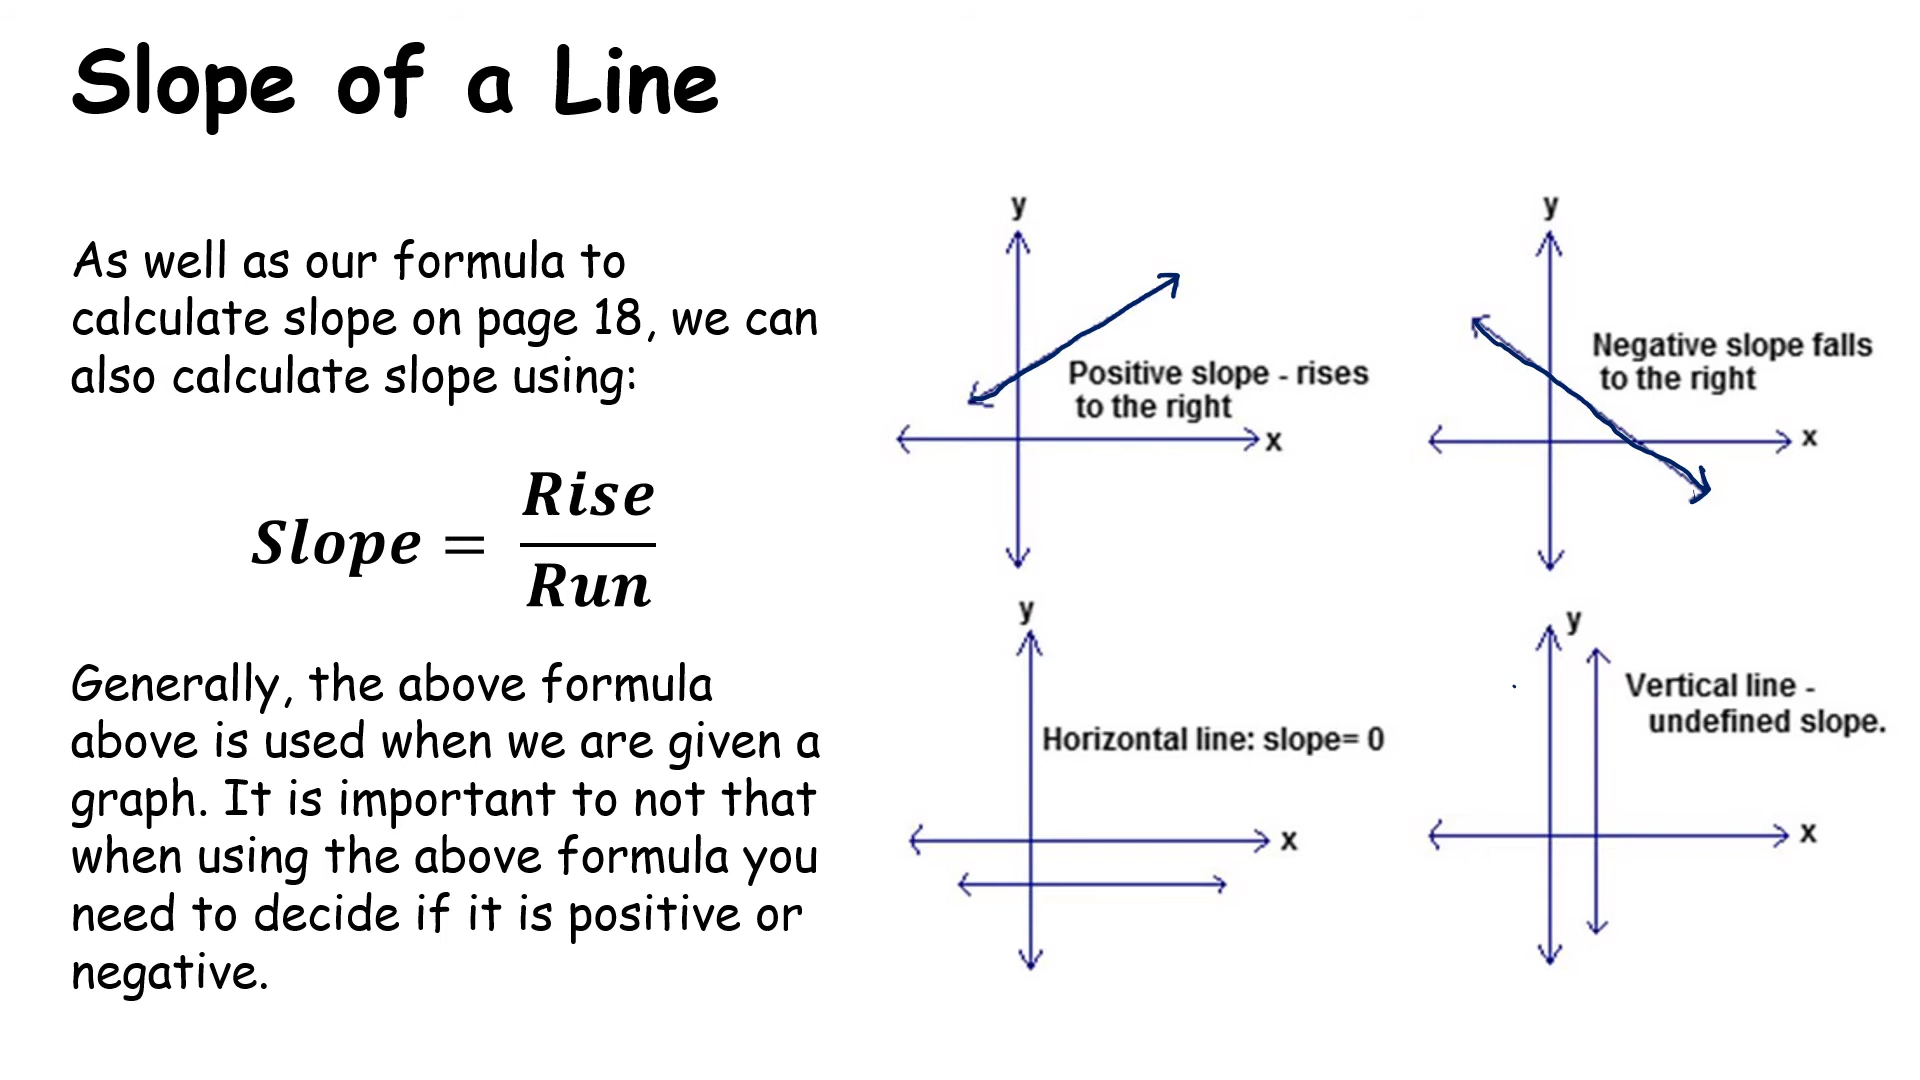 Slope of a Line
As well as our formula to
calculate slope on page 18, we can
also calculate slope using:
Slope = Rise
Run
Generally, the above formula
above is used when we are given a
graph. It is important to not that
when using the above formula you
need to decide if it is positive or
negative.
y
Positive slope - rises
to the right
x
y
Negative slope falls
to the right
x
y
Horizontal line: slope= 0
x
y
Vertical line -
undefined slope.
x